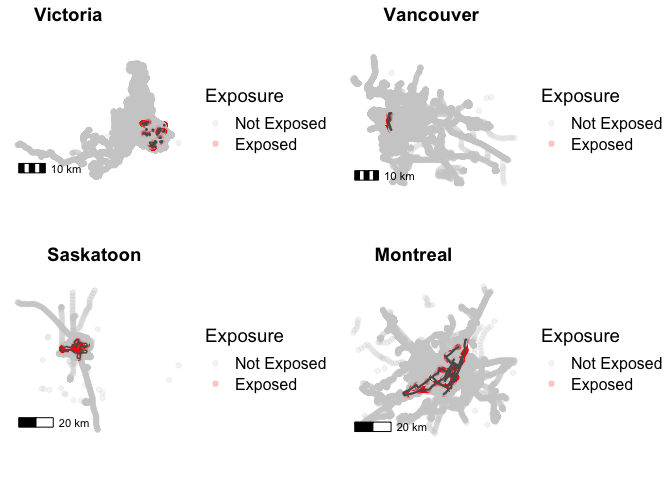 Victoria
Exposure
Not Exposed
Exposed
10 km
Vancouver
Exposure
Not Exposed
Exposed
10 km
Saskatoon
Exposure
Not Exposed
Exposed
20 km
Montreal
Exposure
Not Exposed
Exposed
20 km